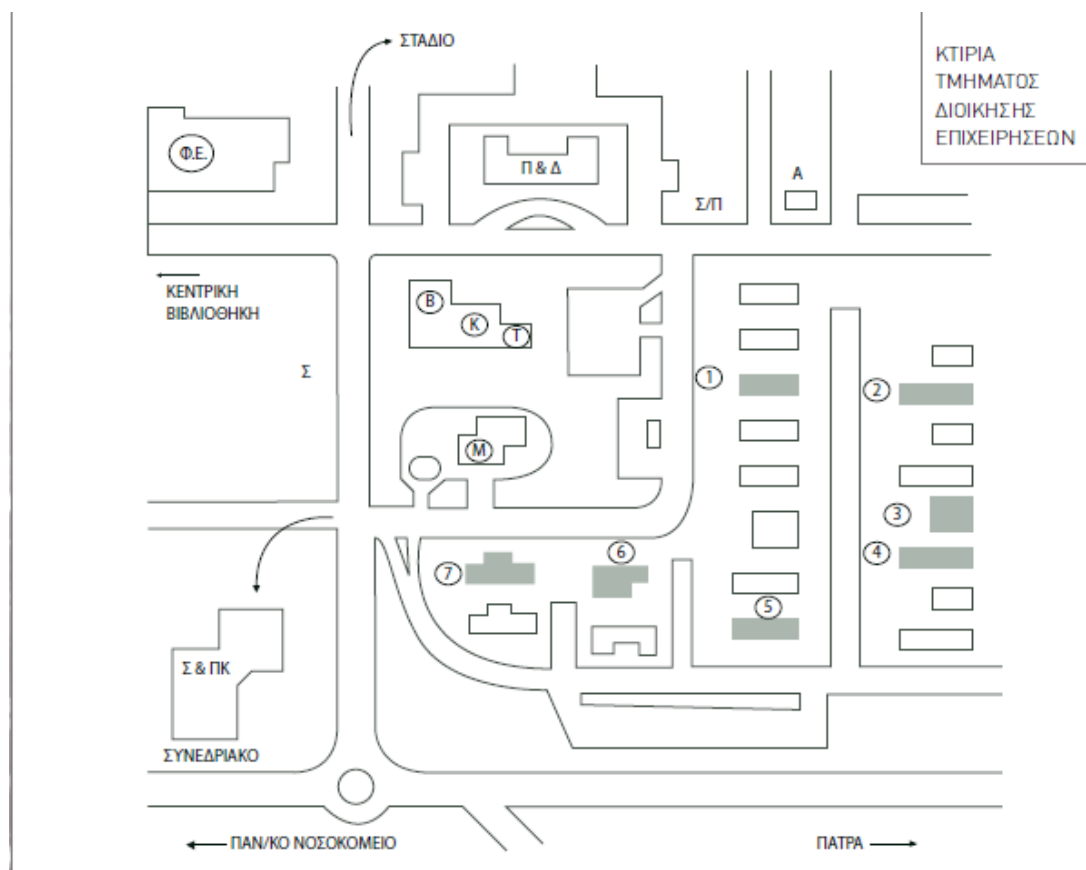 ΣΤΑΔΙΟ
ΚΤΙΡΙΑ
ΤΜΗΜΑΤΟΣ
ΔΙΟΙΚΗΣΗΣ
ΕΠΙΧΕΙΡΗΣΕΩΝ
Φ.Ε.
Π & Δ
Α
Σ/Π
ΚΕΝΤΡΙΚΗ
ΒΙΒΛΙΟΘΗΚΗ
Β
Κ
Τ
Σ
1
2
Μ
3
4
6
7
5
Σ & ΠΚ
ΣΥΝΕΔΡΙΑΚΟ
ΠΑΝ/ΚΟ ΝΟΣΟΚΟΜΕΙΟ
ΠΑΤΡΑ